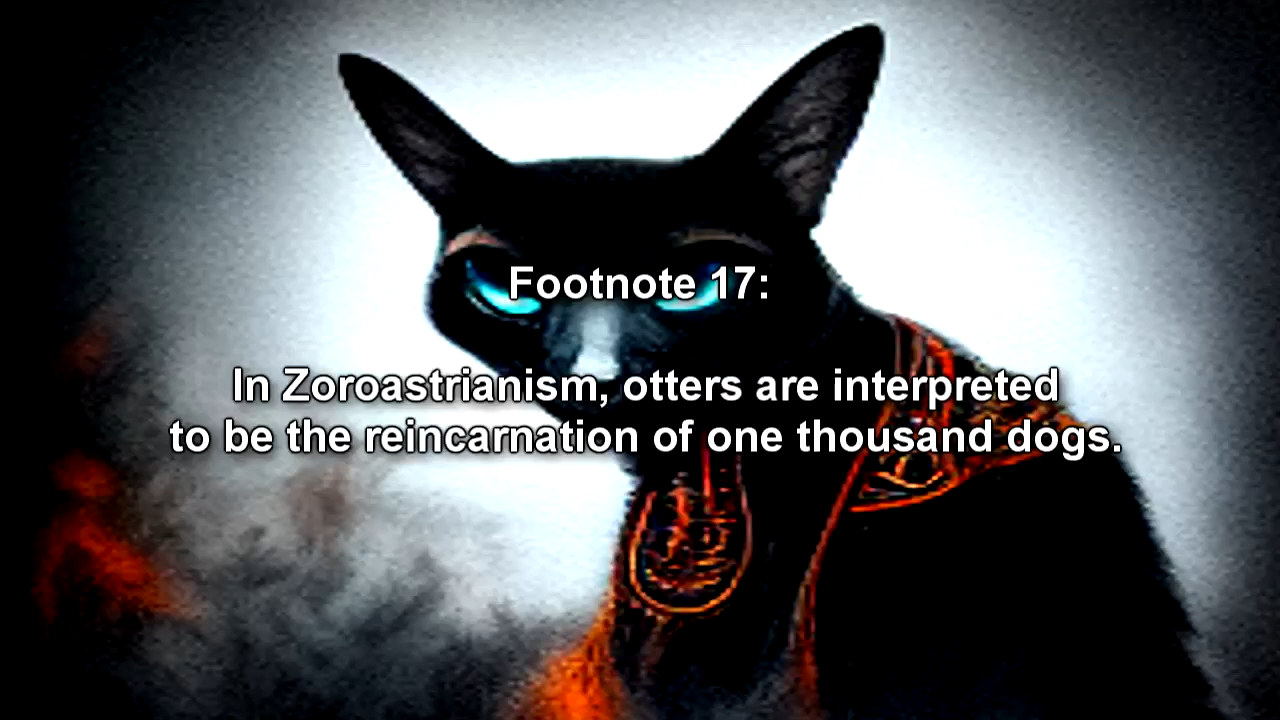 Footnote 17:
In Zoroastrianism, otters are interpreted
to be the reincarnation of one thousand dogs.